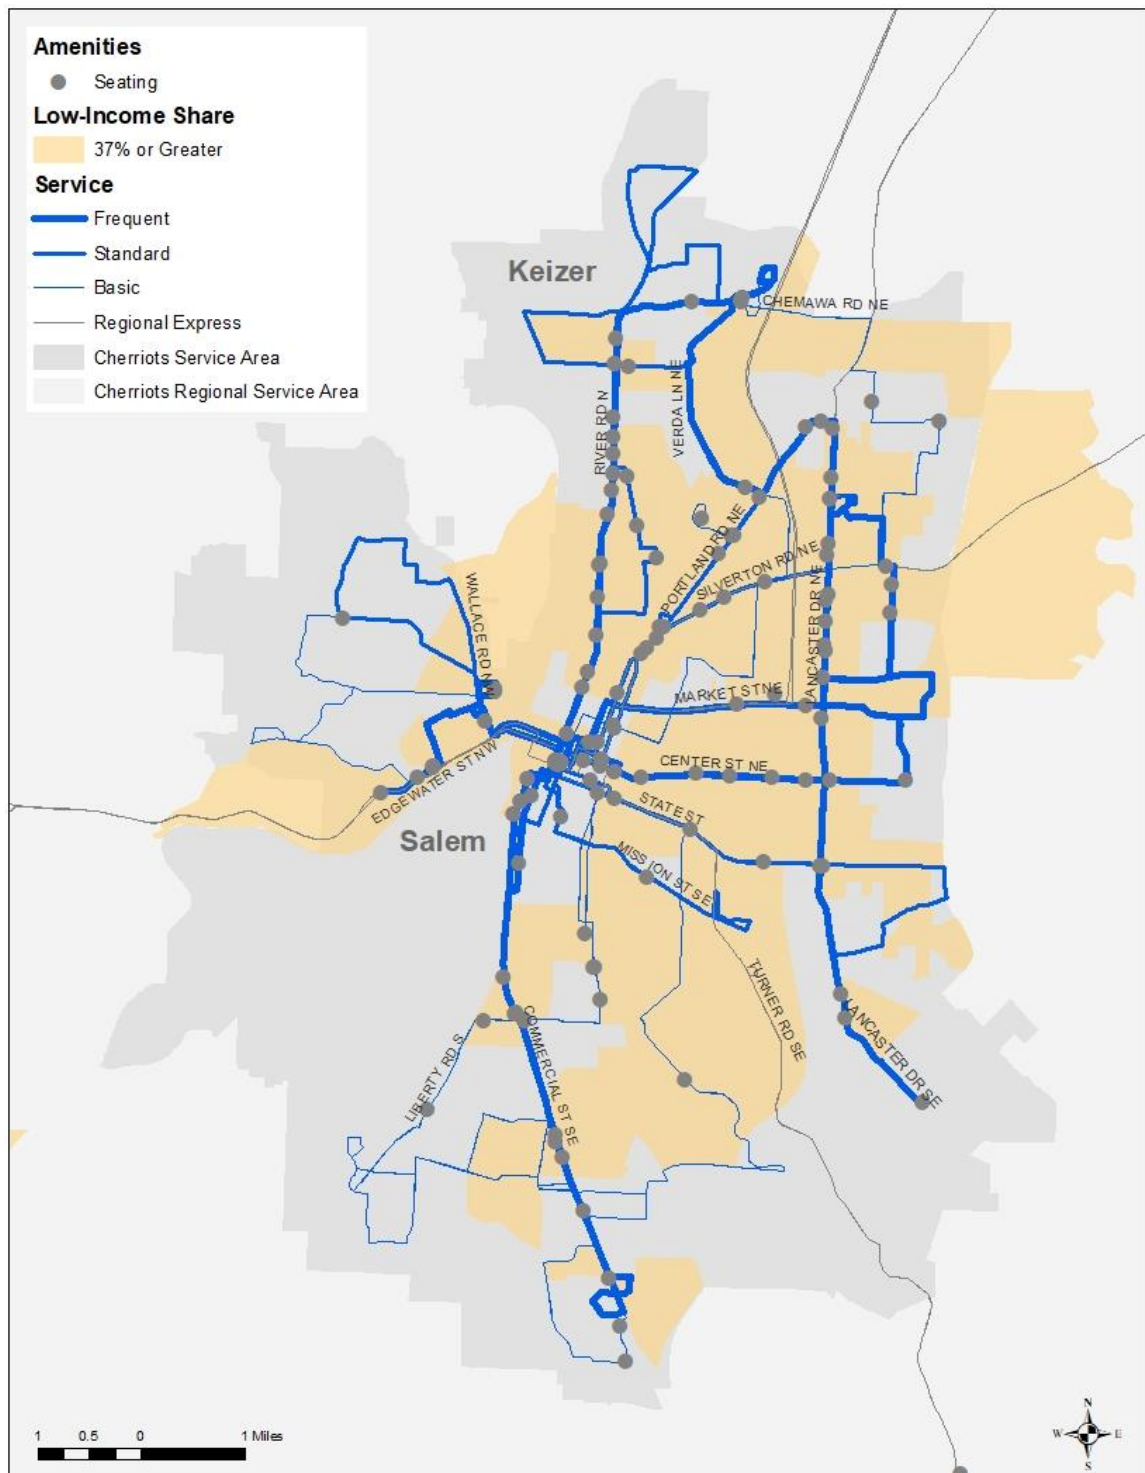 Amenities
Seating
Low-Income Share
37% or Greater
Service
Frequent
Standard
Basic
Regional Express
Cherriots Service Area
Cherriots Regional Service Area
Keizer
CHEMAWA RD NE
VERDA LN NE
RIVER RD N
PORTLAND RD NE
SILVERTON RD NE
WALLACE RD NW
LANCASTER DR NE
MARKET ST NE
CENTER ST NE
EDGEWATER ST NW
STATE ST
Salem
MISSION ST SE
TURNER RD SE
LANCASTER DR SE
COMMERCIAL ST SE
LIBERTY RD S
1 0.5 0 1 Miles
N
W E
S